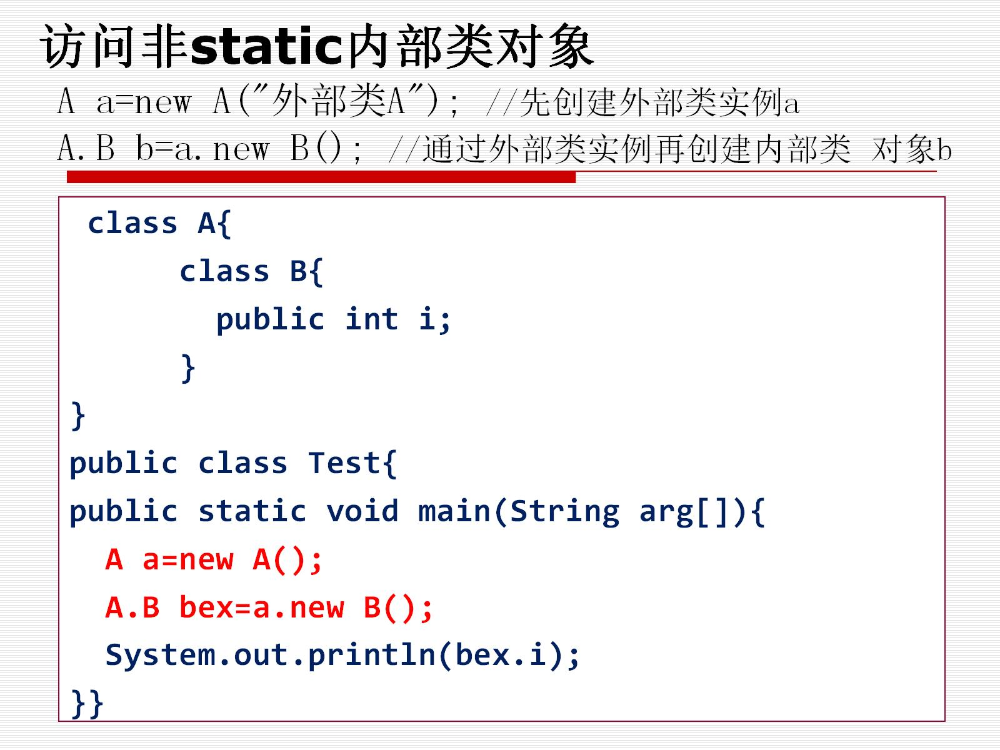 访问非static内部类对象
A a=new A("外部类A"); //先创建外部类实例a
A.B b=a.new B(); //通过外部类实例再创建内部类 对象b
class A{
class B{
public int i;
}
}
public class Test{
public static void main(String arg[]){
A a=new A();
A.B bex=a.new B();
System.out.println(bex.i);
}}